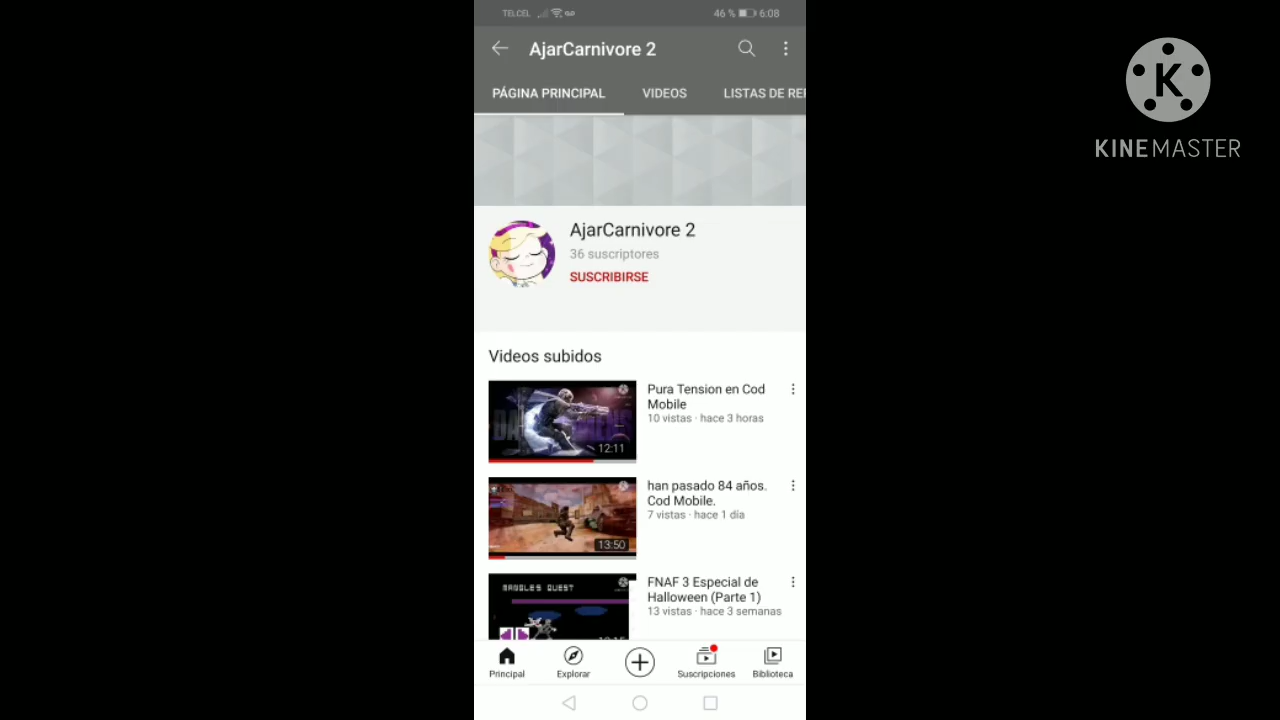 TELCEL
46 % 6:08
AjarCarnivore 2
PÁGINA PRINCIPAL VIDEOS LISTAS DE REP
K
KINEMASTER
AjarCarnivore 2
36 suscriptores
SUSCRIBIRSE
Videos subidos
Pura Tension en Cod
Mobile
10 vistas · hace 3 horas
12:11
han pasado 84 años.
Cod Mobile.
7 vistas · hace 1 día
13:50
MANGLE'S QUEST
FNAF 3 Especial de
Halloween (Parte 1)
13 vistas · hace 3 semanas
Principal Explorar Suscripciones Biblioteca